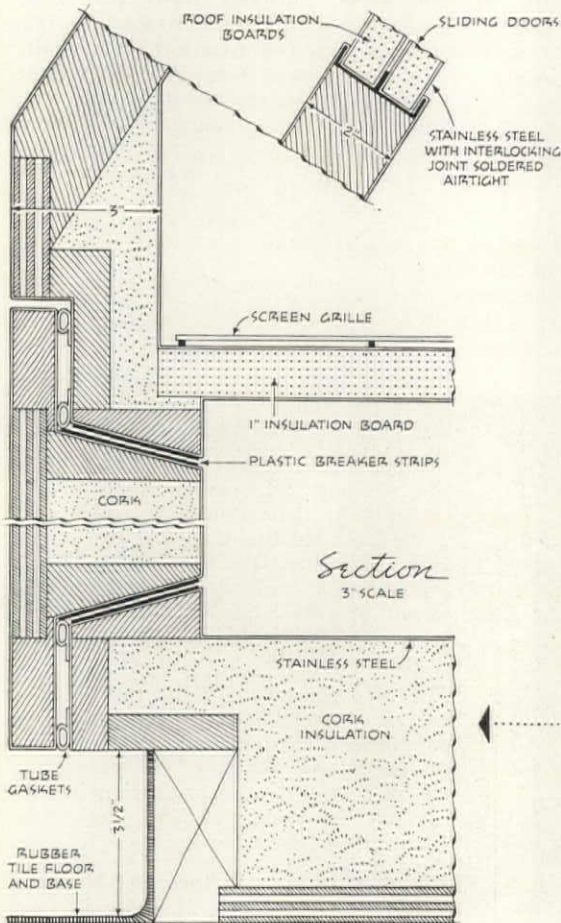 ROOF INSULATION
BOARDS
SLIDING DOORS
2"
STAINLESS STEEL
WITH INTERLOCKING
JOINT SOLDERED
AIRTIGHT
3"
SCREEN GRILLE
1" INSULATION BOARD
PLASTIC BREAKER STRIPS
CORK
Section
3" SCALE
STAINLESS STEEL
CORK
INSULATION
TUBE
GASKETS
3 1/2"
RUBBER
TILE FLOOR
AND BASE